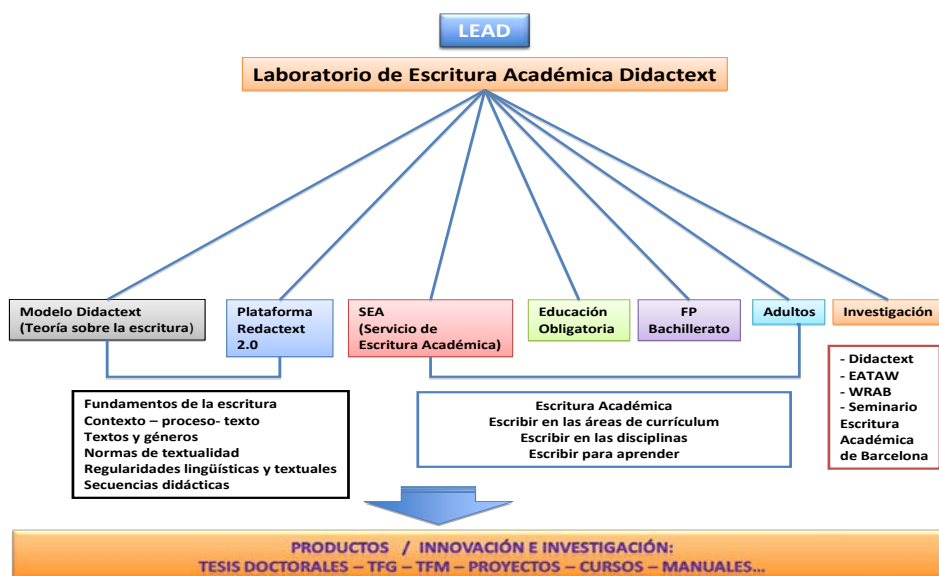 LEAD
Laboratorio de Escritura Académica Didactext
Modelo Didactext
(Teoría sobre la escritura)
Plataforma
Redactext
2.0
SEA
(Servicio de
Escritura Académica)
Educación
Obligatoria
FP
Bachillerato
Adultos
Investigación
Fundamentos de la escritura
Contexto – proceso- texto
Textos y géneros
Normas de textualidad
Regularidades lingüísticas y textuales
Secuencias didácticas
Escritura Académica
Escribir en las áreas de currículum
Escribir en las disciplinas
Escribir para aprender
- Didactext
- EATAW
- WRAB
- Seminario
Escritura
Académica
de Barcelona
PRODUCTOS / INNOVACIÓN E INVESTIGACIÓN:
TESIS DOCTORALES – TFG – TFM – PROYECTOS – CURSOS – MANUALES...